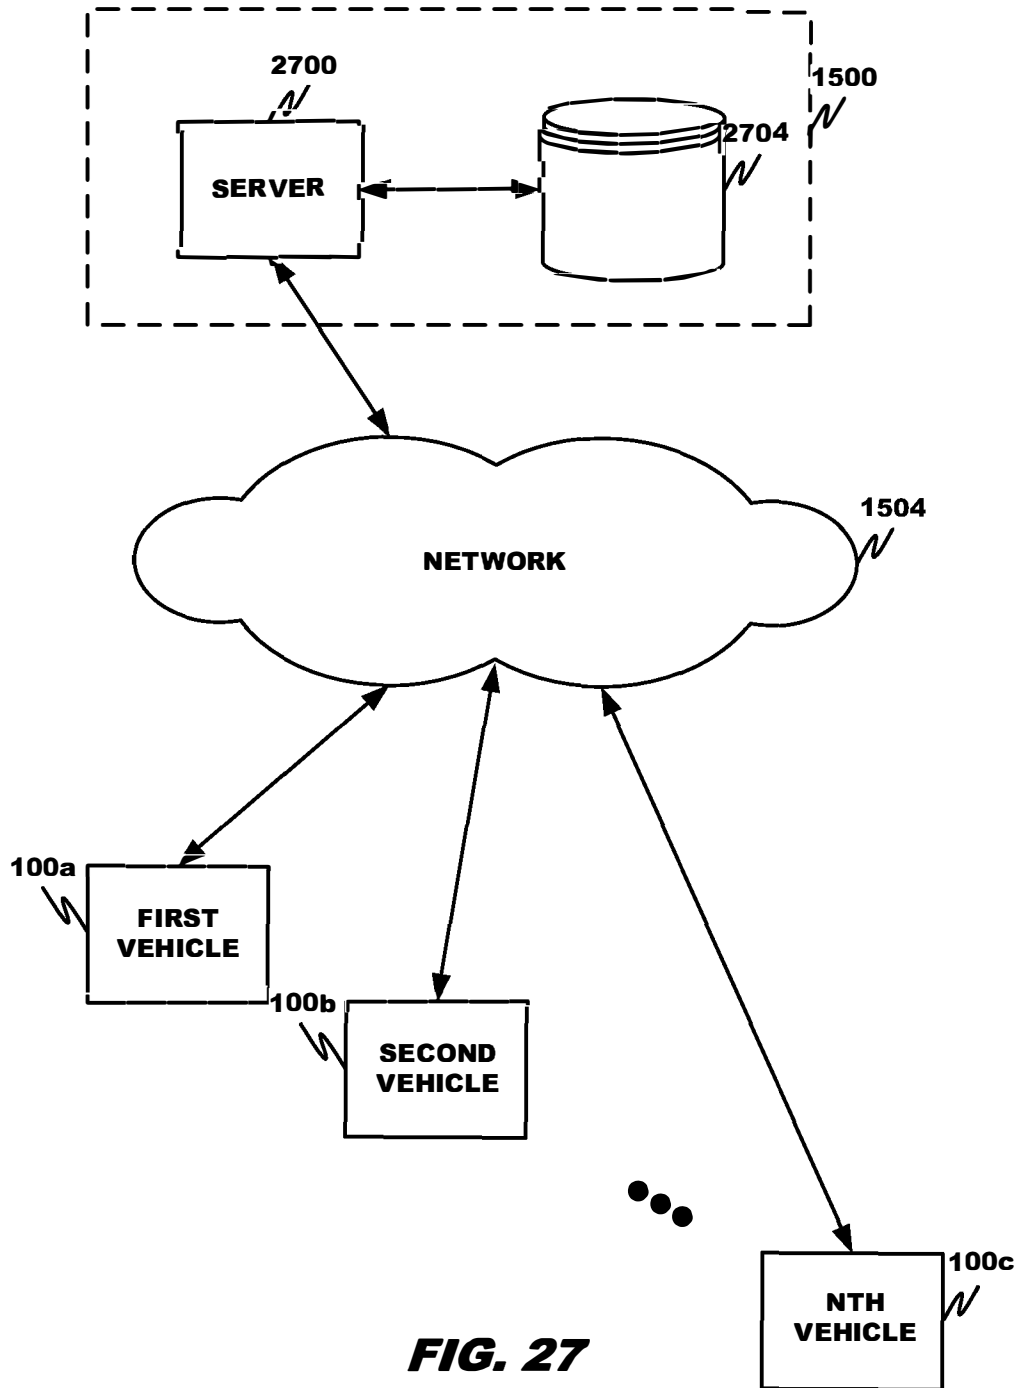 2700
1500
2704
SERVER
1504
NETWORK
100a
FIRST
VEHICLE
100b
SECOND
VEHICLE
100c
NTH
VEHICLE
FIG. 27